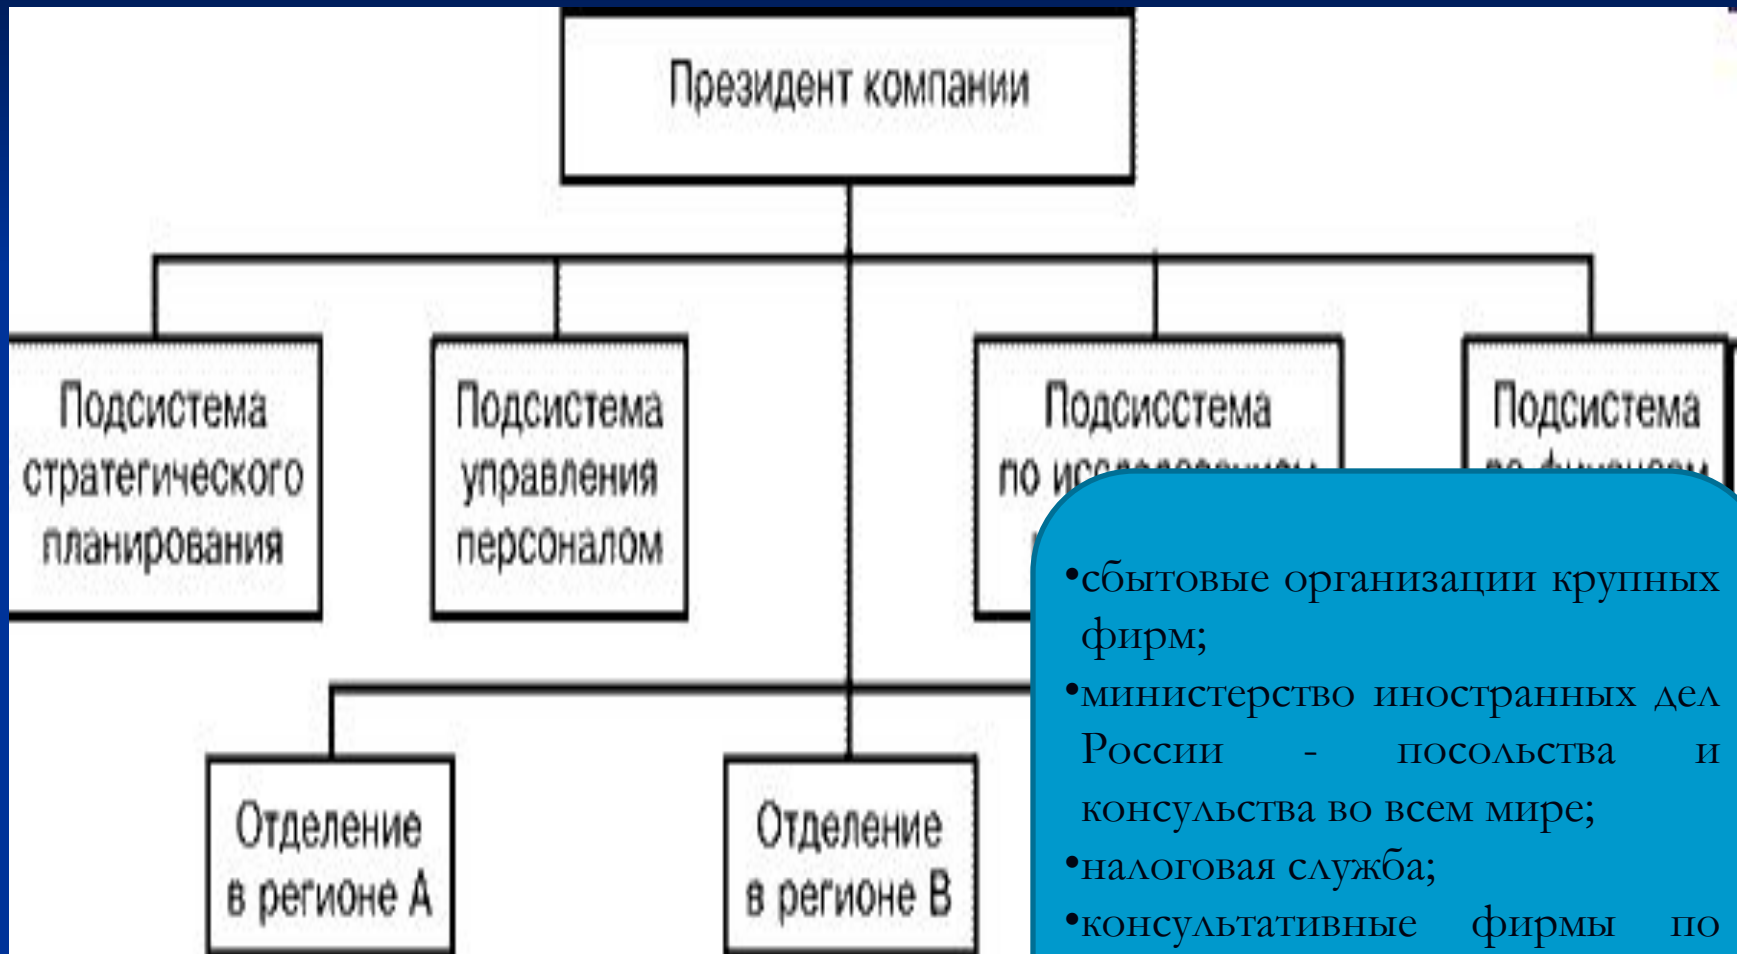 Президент компании
Подсистема
стратегического
планирования
Подсистема
управления
персоналом
Подсисстема
по
Подсистема
•сбытовые организации крупных
фирм;
•министерство иностранных дел
России - посольства и
консульства во всем мире;
•налоговая служба;
•консультативные фирмы по
Отделение
в регионе А
Отделение
в регионе В